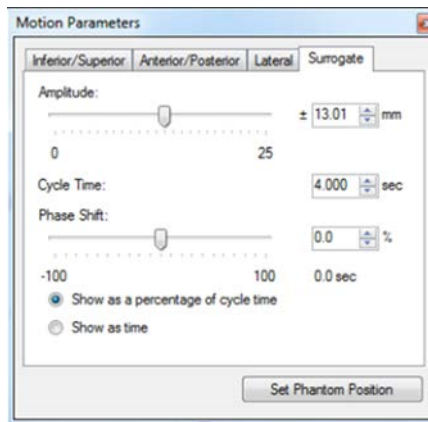 Motion Parameters
Inferior/Superior Anterior/Posterior Lateral Surrogate
Amplitude:
± 13.01 mm
0 25
Cycle Time: 4.000 sec
Phase Shift:
0.0 %
-100 100 0.0 sec
Show as a percentage of cycle time
Show as time
Set Phantom Position